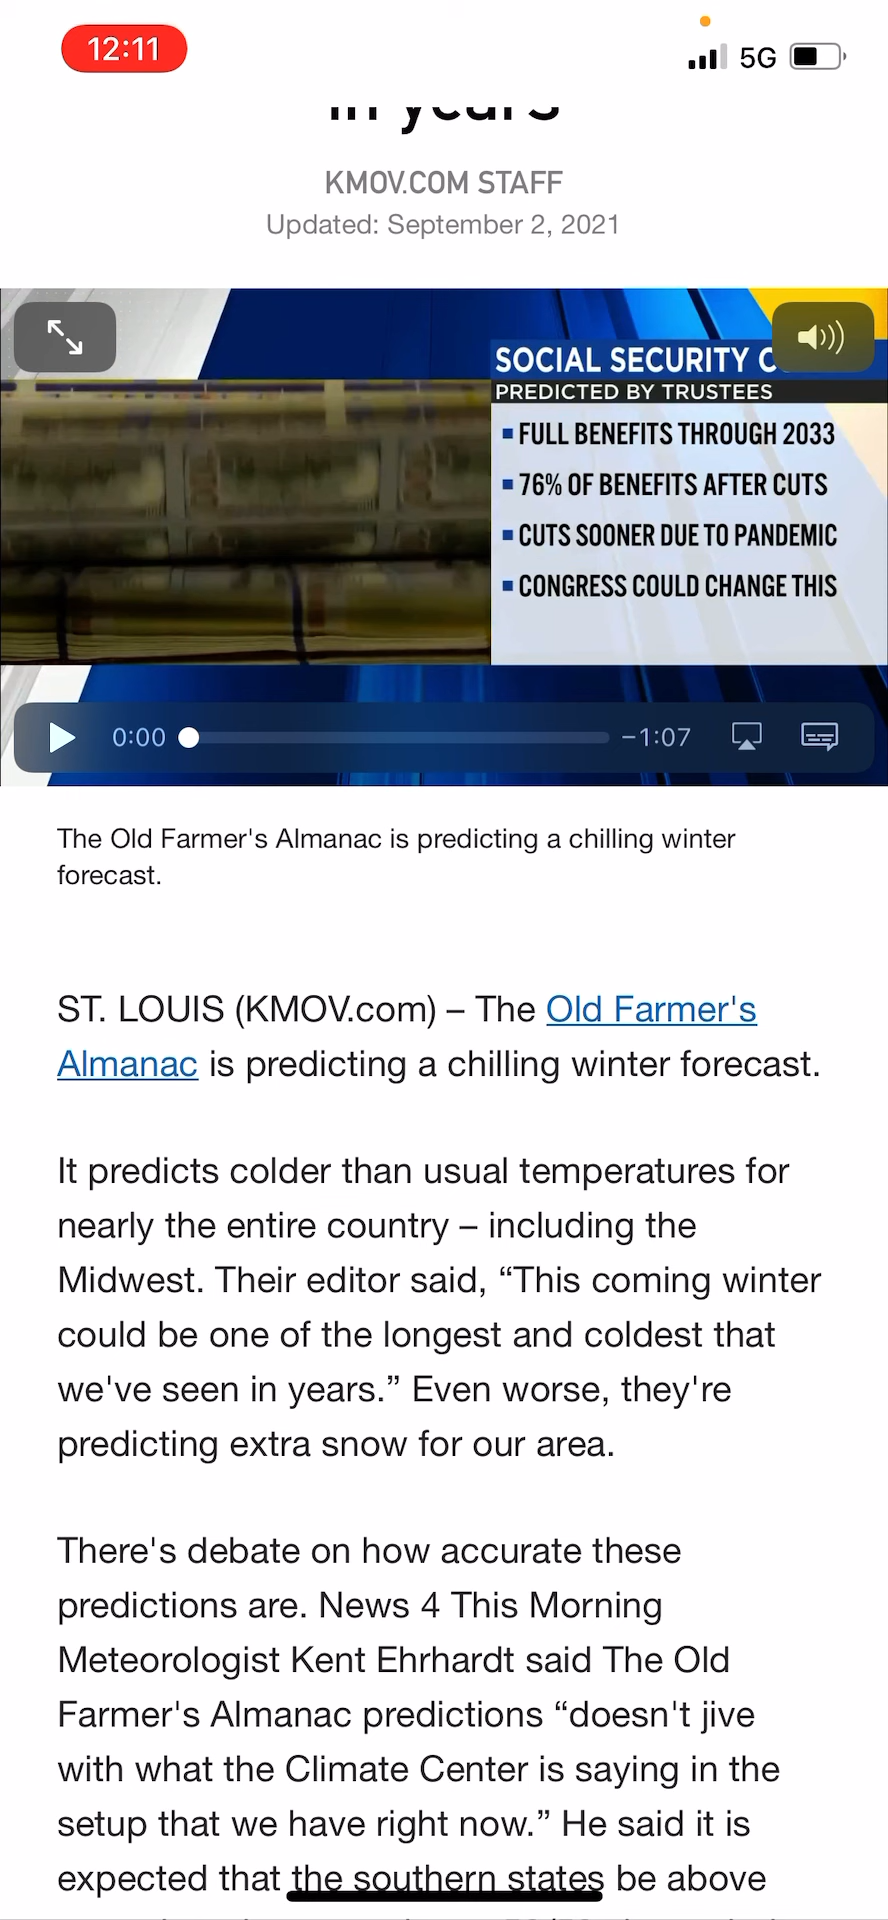 12:11
5G
in years
KMOV.COM STAFF
Updated: September 2, 2021
SOCIAL SECURITY C
PREDICTED BY TRUSTEES
▪ FULL BENEFITS THROUGH 2033
▪ 76% OF BENEFITS AFTER CUTS
▪ CUTS SOONER DUE TO PANDEMIC
▪ CONGRESS COULD CHANGE THIS
0:00
−1:07
The Old Farmer's Almanac is predicting a chilling winter
forecast.
ST. LOUIS (KMOV.com) – The Old Farmer's
Almanac is predicting a chilling winter forecast.
It predicts colder than usual temperatures for
nearly the entire country – including the
Midwest. Their editor said, “This coming winter
could be one of the longest and coldest that
we've seen in years.” Even worse, they're
predicting extra snow for our area.
There's debate on how accurate these
predictions are. News 4 This Morning
Meteorologist Kent Ehrhardt said The Old
Farmer's Almanac predictions “doesn't jive
with what the Climate Center is saying in the
setup that we have right now.” He said it is
expected that the southern states be above